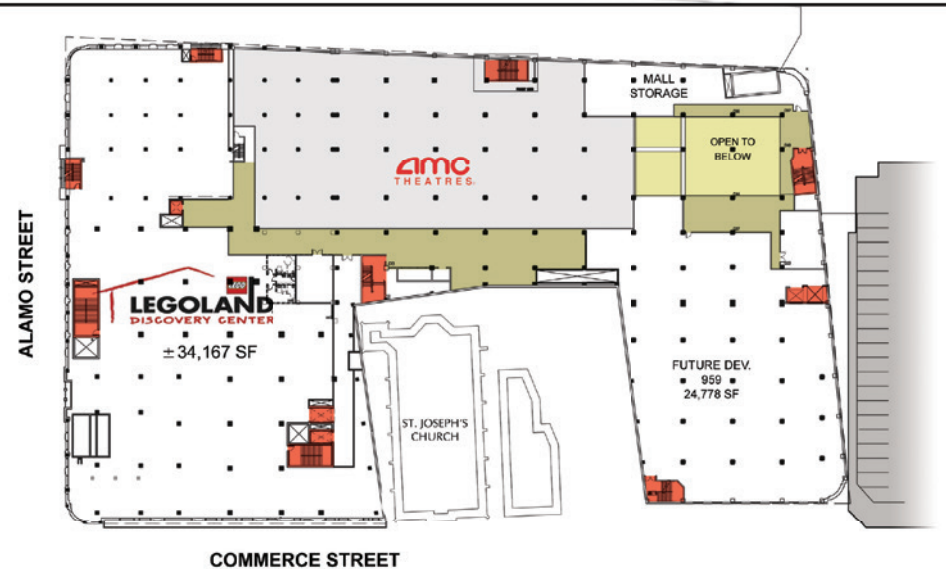 MALL
STORAGE
OPEN TO
BELOW
amc
THEATRES
ALAMO STREET
LEGO
LEGOLAND
DISCOVERY CENTER
± 34,167 SF
FUTURE DEV.
959
24,778 SF
ST. JOSEPH'S
CHURCH
COMMERCE STREET